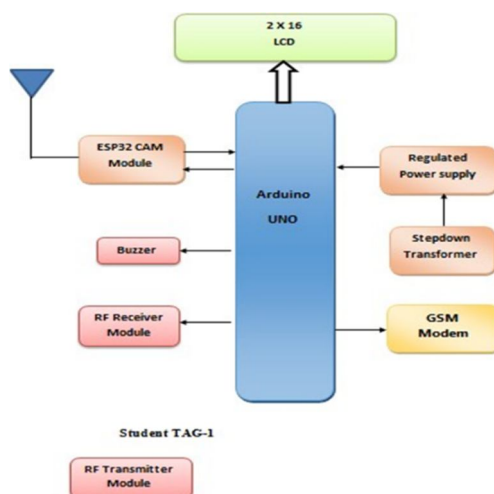 2 X 16
LCD
ESP32 CAM
Module
Regulated
Power supply
Arduino
UNO
Buzzer
Stepdown
Transformer
RF Receiver
Module
GSM
Modem
Student TAG-1
RF Transmitter
Module